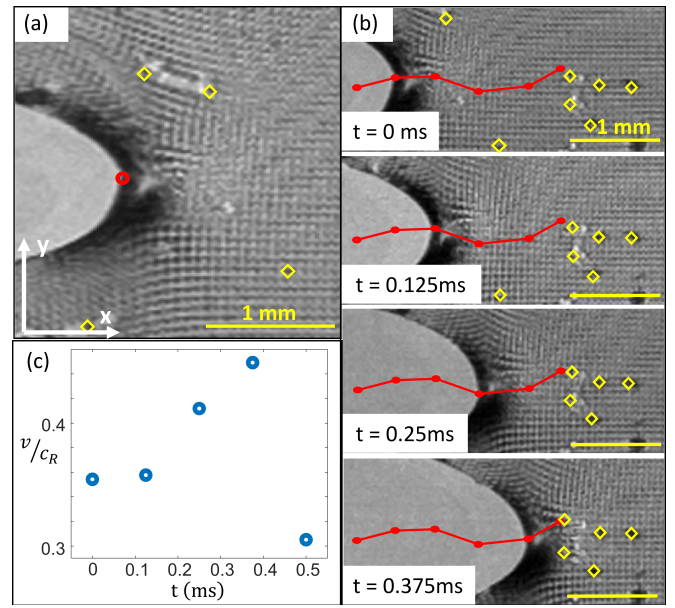 (a)
y
x
1 mm
(b)
1 mm
t = 0 ms
t = 0.125ms
t = 0.25ms
t = 0.375ms
(c)
0.4
v/c_R
0.3
0 0.1 0.2 0.3 0.4 0.5
t (ms)